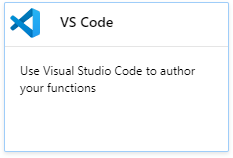 VS Code
Use Visual Studio Code to author
your functions